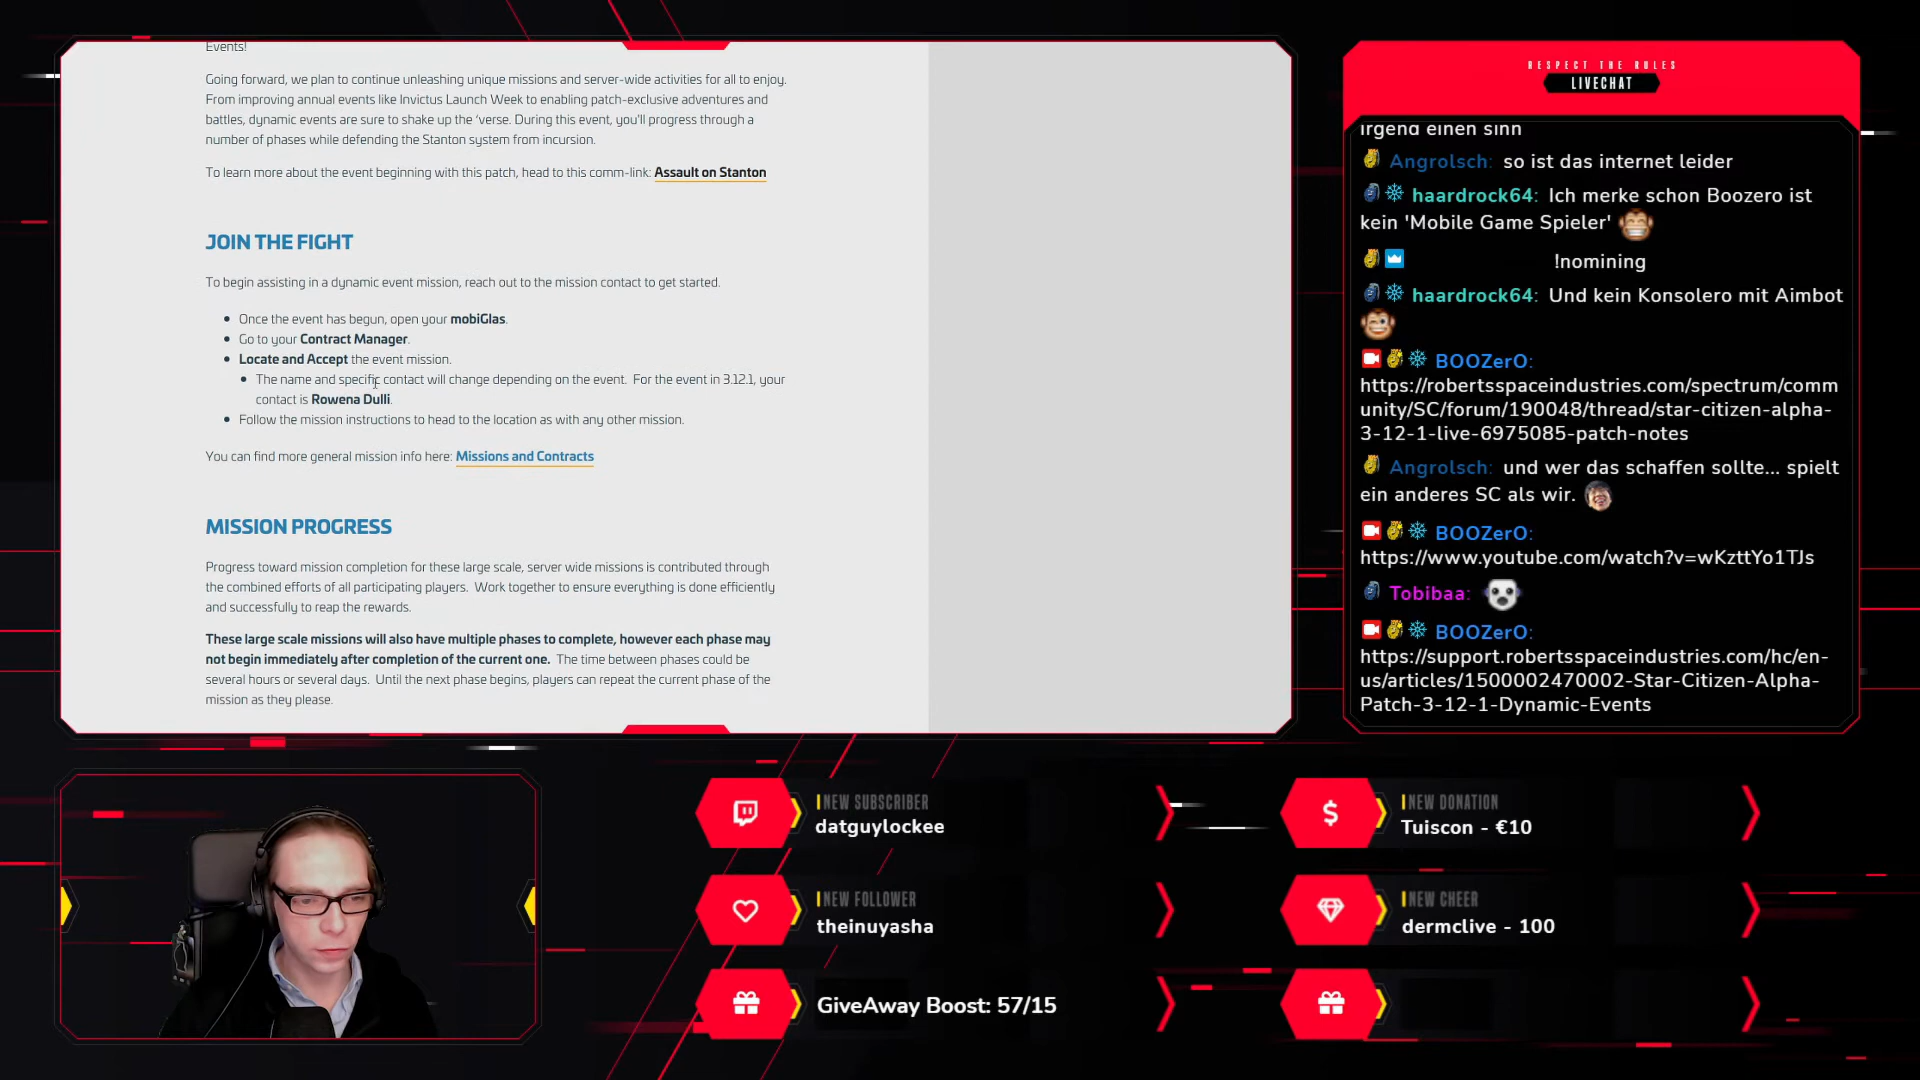 Events!
Going forward, we plan to continue unleashing unique missions and server-wide activities for all to enjoy.
From improving annual events like Invictus Launch Week to enabling patch-exclusive adventures and
battles, dynamic events are sure to shake up the ‘verse. During this event, you'll progress through a
number of phases while defending the Stanton system from incursion.
To learn more about the event beginning with this patch, head to this comm-link: Assault on Stanton
JOIN THE FIGHT
To begin assisting in a dynamic event mission, reach out to the mission contact to get started.
Once the event has begun, open your mobiGlas.
Go to your Contract Manager.
Locate and Accept the event mission.
The name and specific contact will change depending on the event.  For the event in 3.12.1, your
contact is Rowena Dulli.
Follow the mission instructions to head to the location as with any other mission.
You can find more general mission info here: Missions and Contracts
MISSION PROGRESS
Progress toward mission completion for these large scale, server wide missions is contributed through
the combined efforts of all participating players.  Work together to ensure everything is done efficiently
and successfully to reap the rewards.
These large scale missions will also have multiple phases to complete, however each phase may
not begin immediately after completion of the current one.  The time between phases could be
several hours or several days.  Until the next phase begins, players can repeat the current phase of the
mission as they please.
RESPECT THE RULES
LIVECHAT
irgend einen sinn
Angrolsch: so ist das internet leider
haardrock64: Ich merke schon Boozero ist
kein 'Mobile Game Spieler'
!nomining
haardrock64: Und kein Konsolero mit Aimbot
BOOZerO:
https://robertsspaceindustries.com/spectrum/comm
unity/SC/forum/190048/thread/star-citizen-alpha-
3-12-1-live-6975085-patch-notes
Angrolsch: und wer das schaffen sollte... spielt
ein anderes SC als wir.
BOOZerO:
https://www.youtube.com/watch?v=wKzttYo1TJs
Tobibaa:
BOOZerO:
https://support.robertsspaceindustries.com/hc/en-
us/articles/1500002470002-Star-Citizen-Alpha-
Patch-3-12-1-Dynamic-Events
NEW SUBSCRIBER
datguylockee
NEW DONATION
Tuiscon - €10
NEW FOLLOWER
theinuyasha
NEW CHEER
dermclive - 100
GiveAway Boost: 57/15